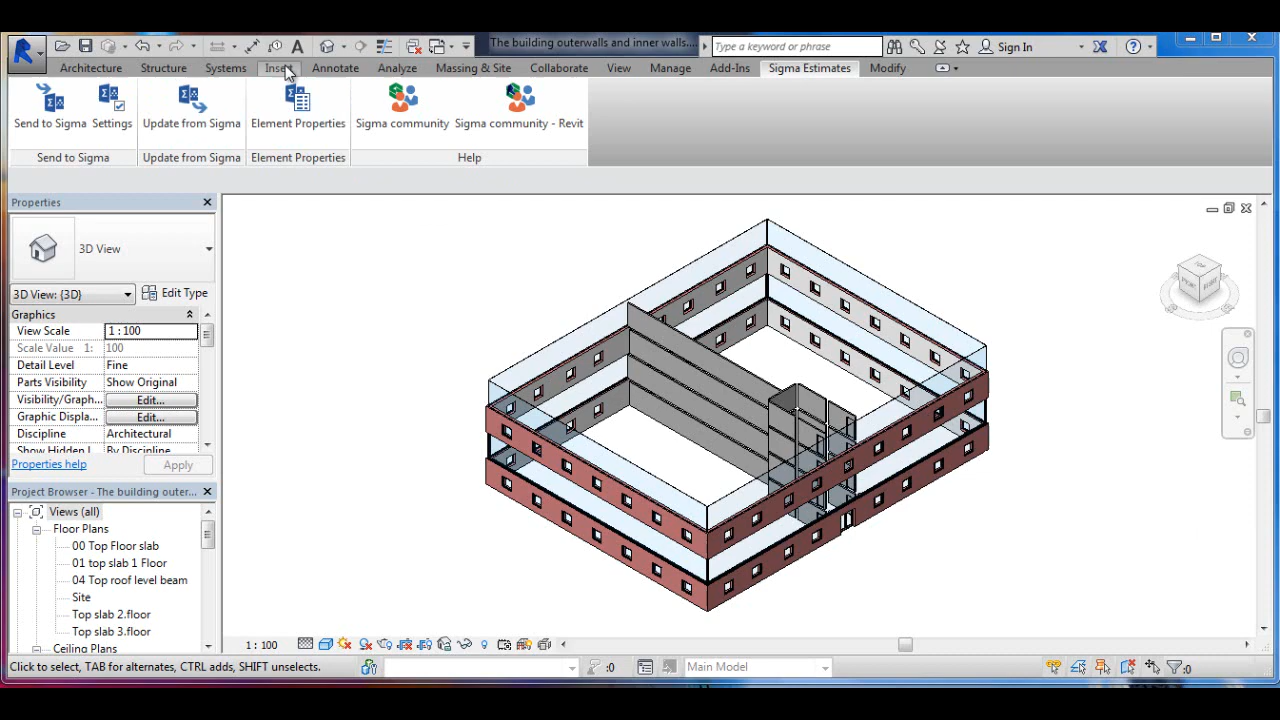 The building outerwalls and inner walls....
Type a keyword or phrase
Sign In
Architecture Structure Systems Insert Annotate Analyze Massing & Site Collaborate View Manage Add-Ins Sigma Estimates Modify
Send to Sigma Settings Update from Sigma Element Properties Sigma community Sigma community - Revit
Send to Sigma Update from Sigma Element Properties Help
Properties
3D View
3D View: {3D} Edit Type
Graphics
View Scale 1 : 100
Scale Value 1: 100
Detail Level Fine
Parts Visibility Show Original
Visibility/Graph... Edit...
Graphic Displa... Edit...
Discipline Architectural
Show Hidden L By Discipline
Properties help Apply
Project Browser - The building outer...
Views (all)
Floor Plans
00 Top Floor slab
01 top slab 1 Floor
04 Top roof level beam
Site
Top slab 2.floor
Top slab 3.floor
Ceiling Plans
1 : 100
Click to select, TAB for alternates, CTRL adds, SHIFT unselects. :0 Main Model :0